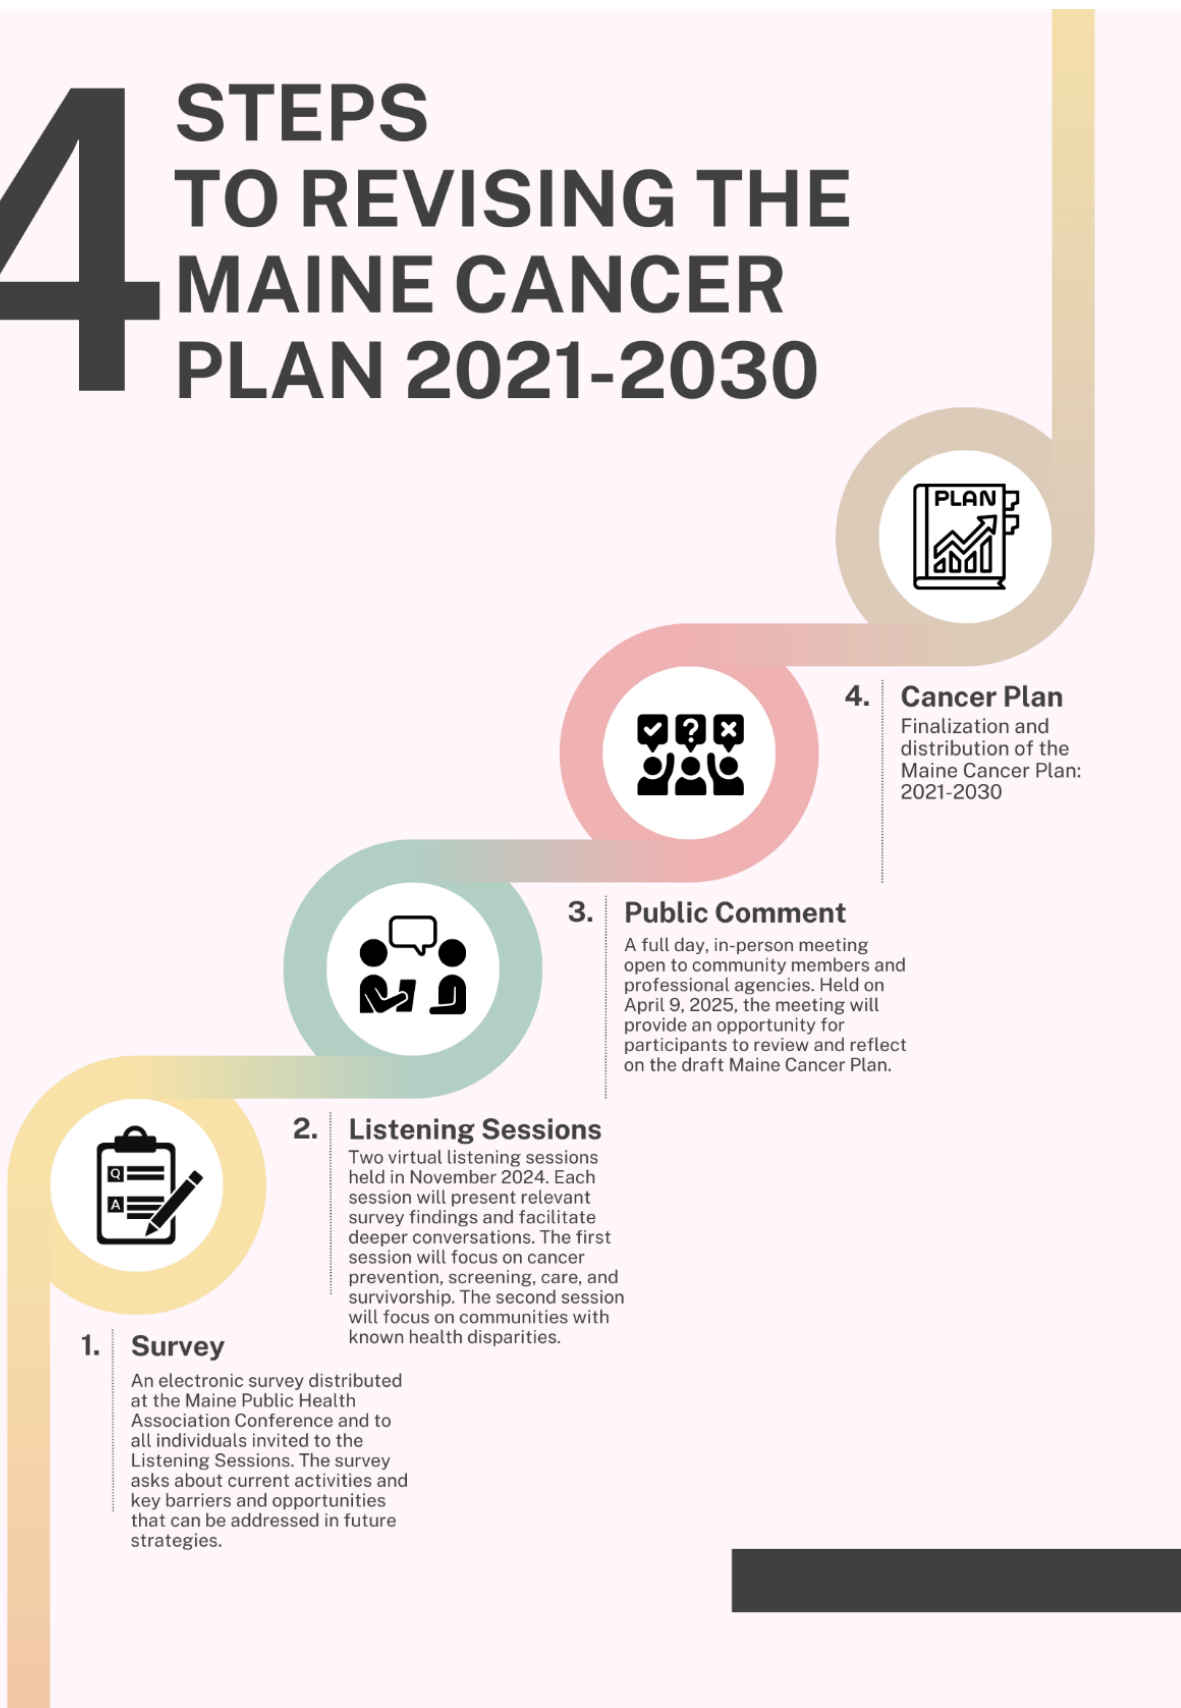 4
STEPS
TO REVISING THE
MAINE CANCER
PLAN 2021-2030
PLAN
4.
Cancer Plan
Finalization and
distribution of the
Maine Cancer Plan:
2021-2030
?
3.
Public Comment
A full day, in-person meeting
open to community members and
professional agencies. Held on
April 9, 2025, the meeting will
provide an opportunity for
participants to review and reflect
on the draft Maine Cancer Plan.
2.
Listening Sessions
Two virtual listening sessions
held in November 2024. Each
session will present relevant
survey findings and facilitate
deeper conversations. The first
session will focus on cancer
prevention, screening, care, and
survivorship. The second session
will focus on communities with
known health disparities.
Q
A
1.
Survey
An electronic survey distributed
at the Maine Public Health
Association Conference and to
all individuals invited to the
Listening Sessions. The survey
asks about current activities and
key barriers and opportunities
that can be addressed in future
strategies.